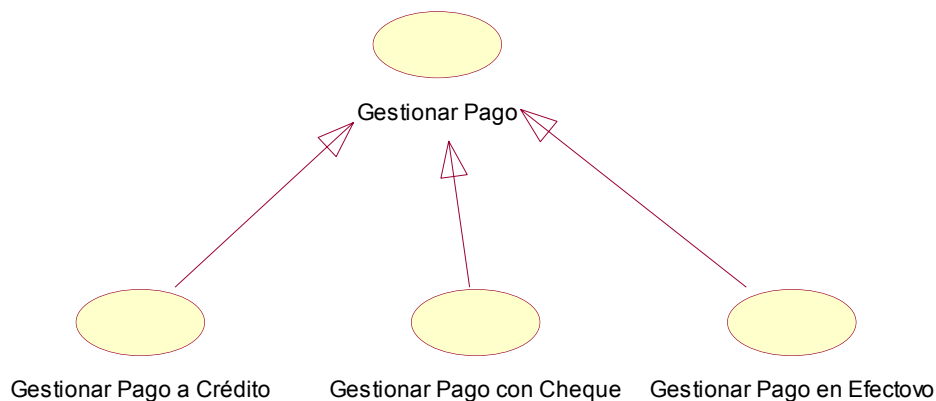 Gestionar Pago
Gestionar Pago a Crédito
Gestionar Pago con Cheque
Gestionar Pago en Efectovo